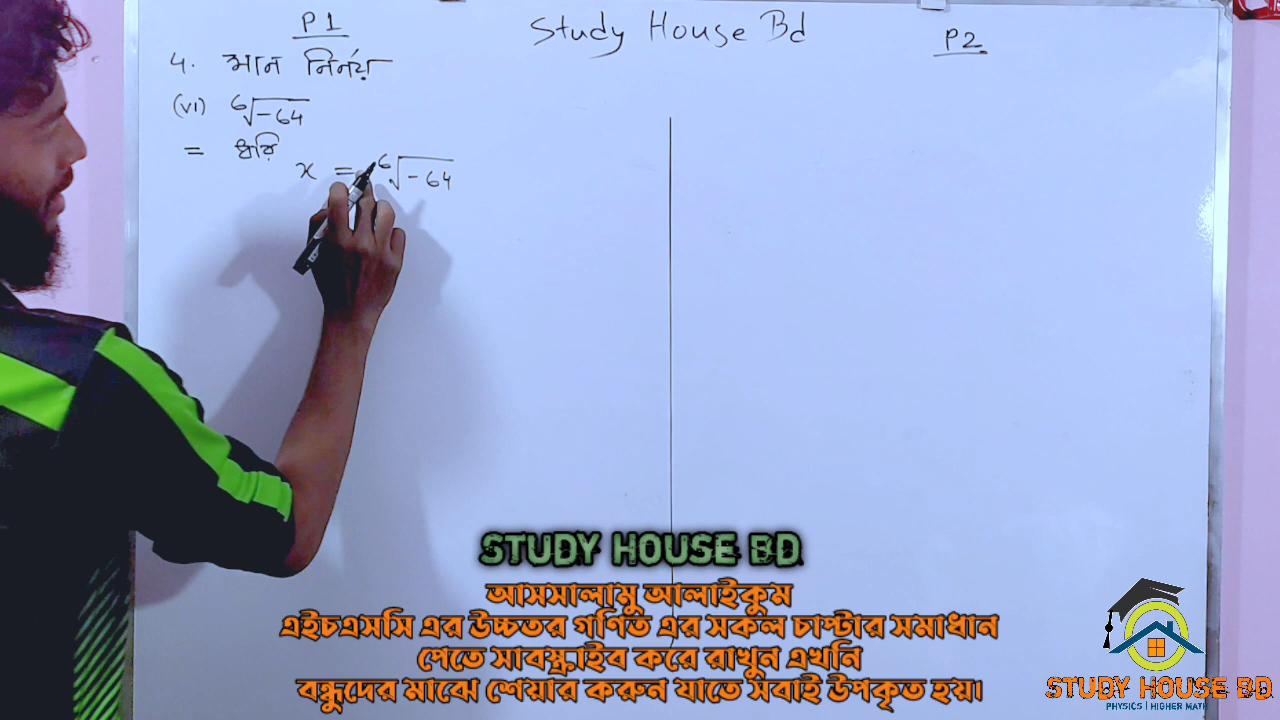 P1
Study House Bd
P2
4. মান নির্নয়
(vi) ⁶√-64
= ধরি
x = ⁶√-64
STUDY HOUSE BD
আসসালামু আলাইকুম
এইচএসসি এর উচ্চতর গণিত এর সকল চাপ্টার সমাধান
পেতে সাবস্ক্রাইব করে রাখুন এখনি
বন্ধুদের মাঝে শেয়ার করুন যাতে সবাই উপকৃত হয়।
STUDY HOUSE BD
PHYSICS | HIGHER MATH